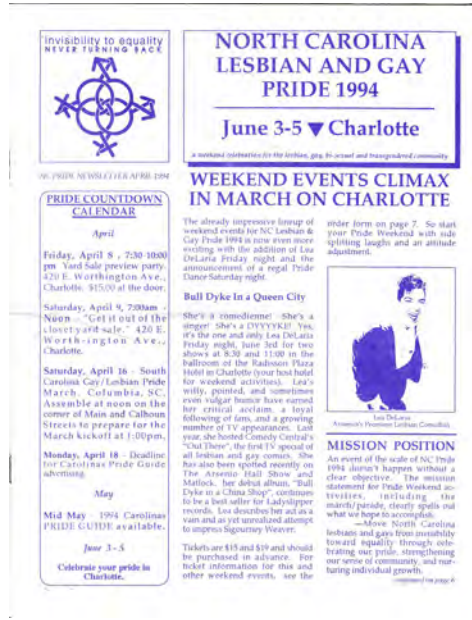 invisibility to equality
NEVER TURNING BACK
NORTH CAROLINA
LESBIAN AND GAY
PRIDE 1994
June 3-5 ▼ Charlotte
a weekend celebration for the lesbian, gay, bi-sexual and transgendered community
NC PRIDE NEWSLETTER APRIL 1994
PRIDE COUNTDOWN
CALENDAR
April
Friday, April 8 , 7:30-10:00
pm Yard Sale preview party.
420 E. Worthington Ave.,
Charlotte. $15.00 at the door.
Saturday, April 9, 7:00am -
Noon - "Get it out of the
closet yard sale." 420 E.
Worth-ington Ave.,
Charlotte.
Saturday, April 16 - South
Carolina Gay/Lesbian Pride
March, Columbia, SC.
Assemble at noon on the
corner of Main and Calhoun
Streets to prepare for the
March kickoff at 1:00pm.
Monday, April 18 - Deadline
for Carolinas Pride Guide
advertising.
May
Mid May - 1994 Carolinas
PRIDE GUIDE available.
June 3-5
Celebrate your pride in
Charlotte.
WEEKEND EVENTS CLIMAX
IN MARCH ON CHARLOTTE
The already impressive lineup of
weekend events for NC Lesbian &
Gay Pride 1994 is now even more
exciting with the addition of Lea
DeLaria Friday night and the
announcement of a regal Pride
Dance Saturday night.
Bull Dyke In a Queen City
She's a comedienne! She's a
singer! She's a DYYYYKE! Yes,
it's the one and only Lea DeLaria
Friday night, June 3rd for two
shows at 8:30 and 11:00 in the
ballroom of the Radisson Plaza
Hotel in Charlotte (your host hotel
for weekend activities). Lea's
willy, pointed, and sometimes
even vulgar humor have earned
her critical acclaim, a loyal
following of fans, and a growing
number of TV appearances. Last
year, she hosted Comedy Central's
"Out There", the first TV special of
all lesbian and gay comics. She
has also been spotted recently on
The Arsenio Hall Show and
Matlock. her debut album, "Bull
Dyke in a China Shop", continues
to be a best seller for Ladyslipper
records. Lea describes her act as a
vain and as yet unrealized attempt
to impress Sigourney Weaver.
Tickets are $15 and $19 and should
be purchased in advance. For
ticket information for this and
other weekend events, see the
order form on page 7. So start
your Pride Weekend with side
splitting laughs and an attitude
adjustment.
Lea DeLaria
America's Premiere Lesbian Comedian
MISSION POSITION
An event of the scale of NC Pride
1994 doesn't happen without a
clear objective. The mission
statement for Pride Weekend ac-
tivities, including the
march/parade, clearly spells out
what we hope to accomplish:
—Move North Carolina
lesbians and gays from invisibility
toward equality through cele-
brating our pride, strengthening
our sense of community, and nur-
turing individual growth.
continued on page 6